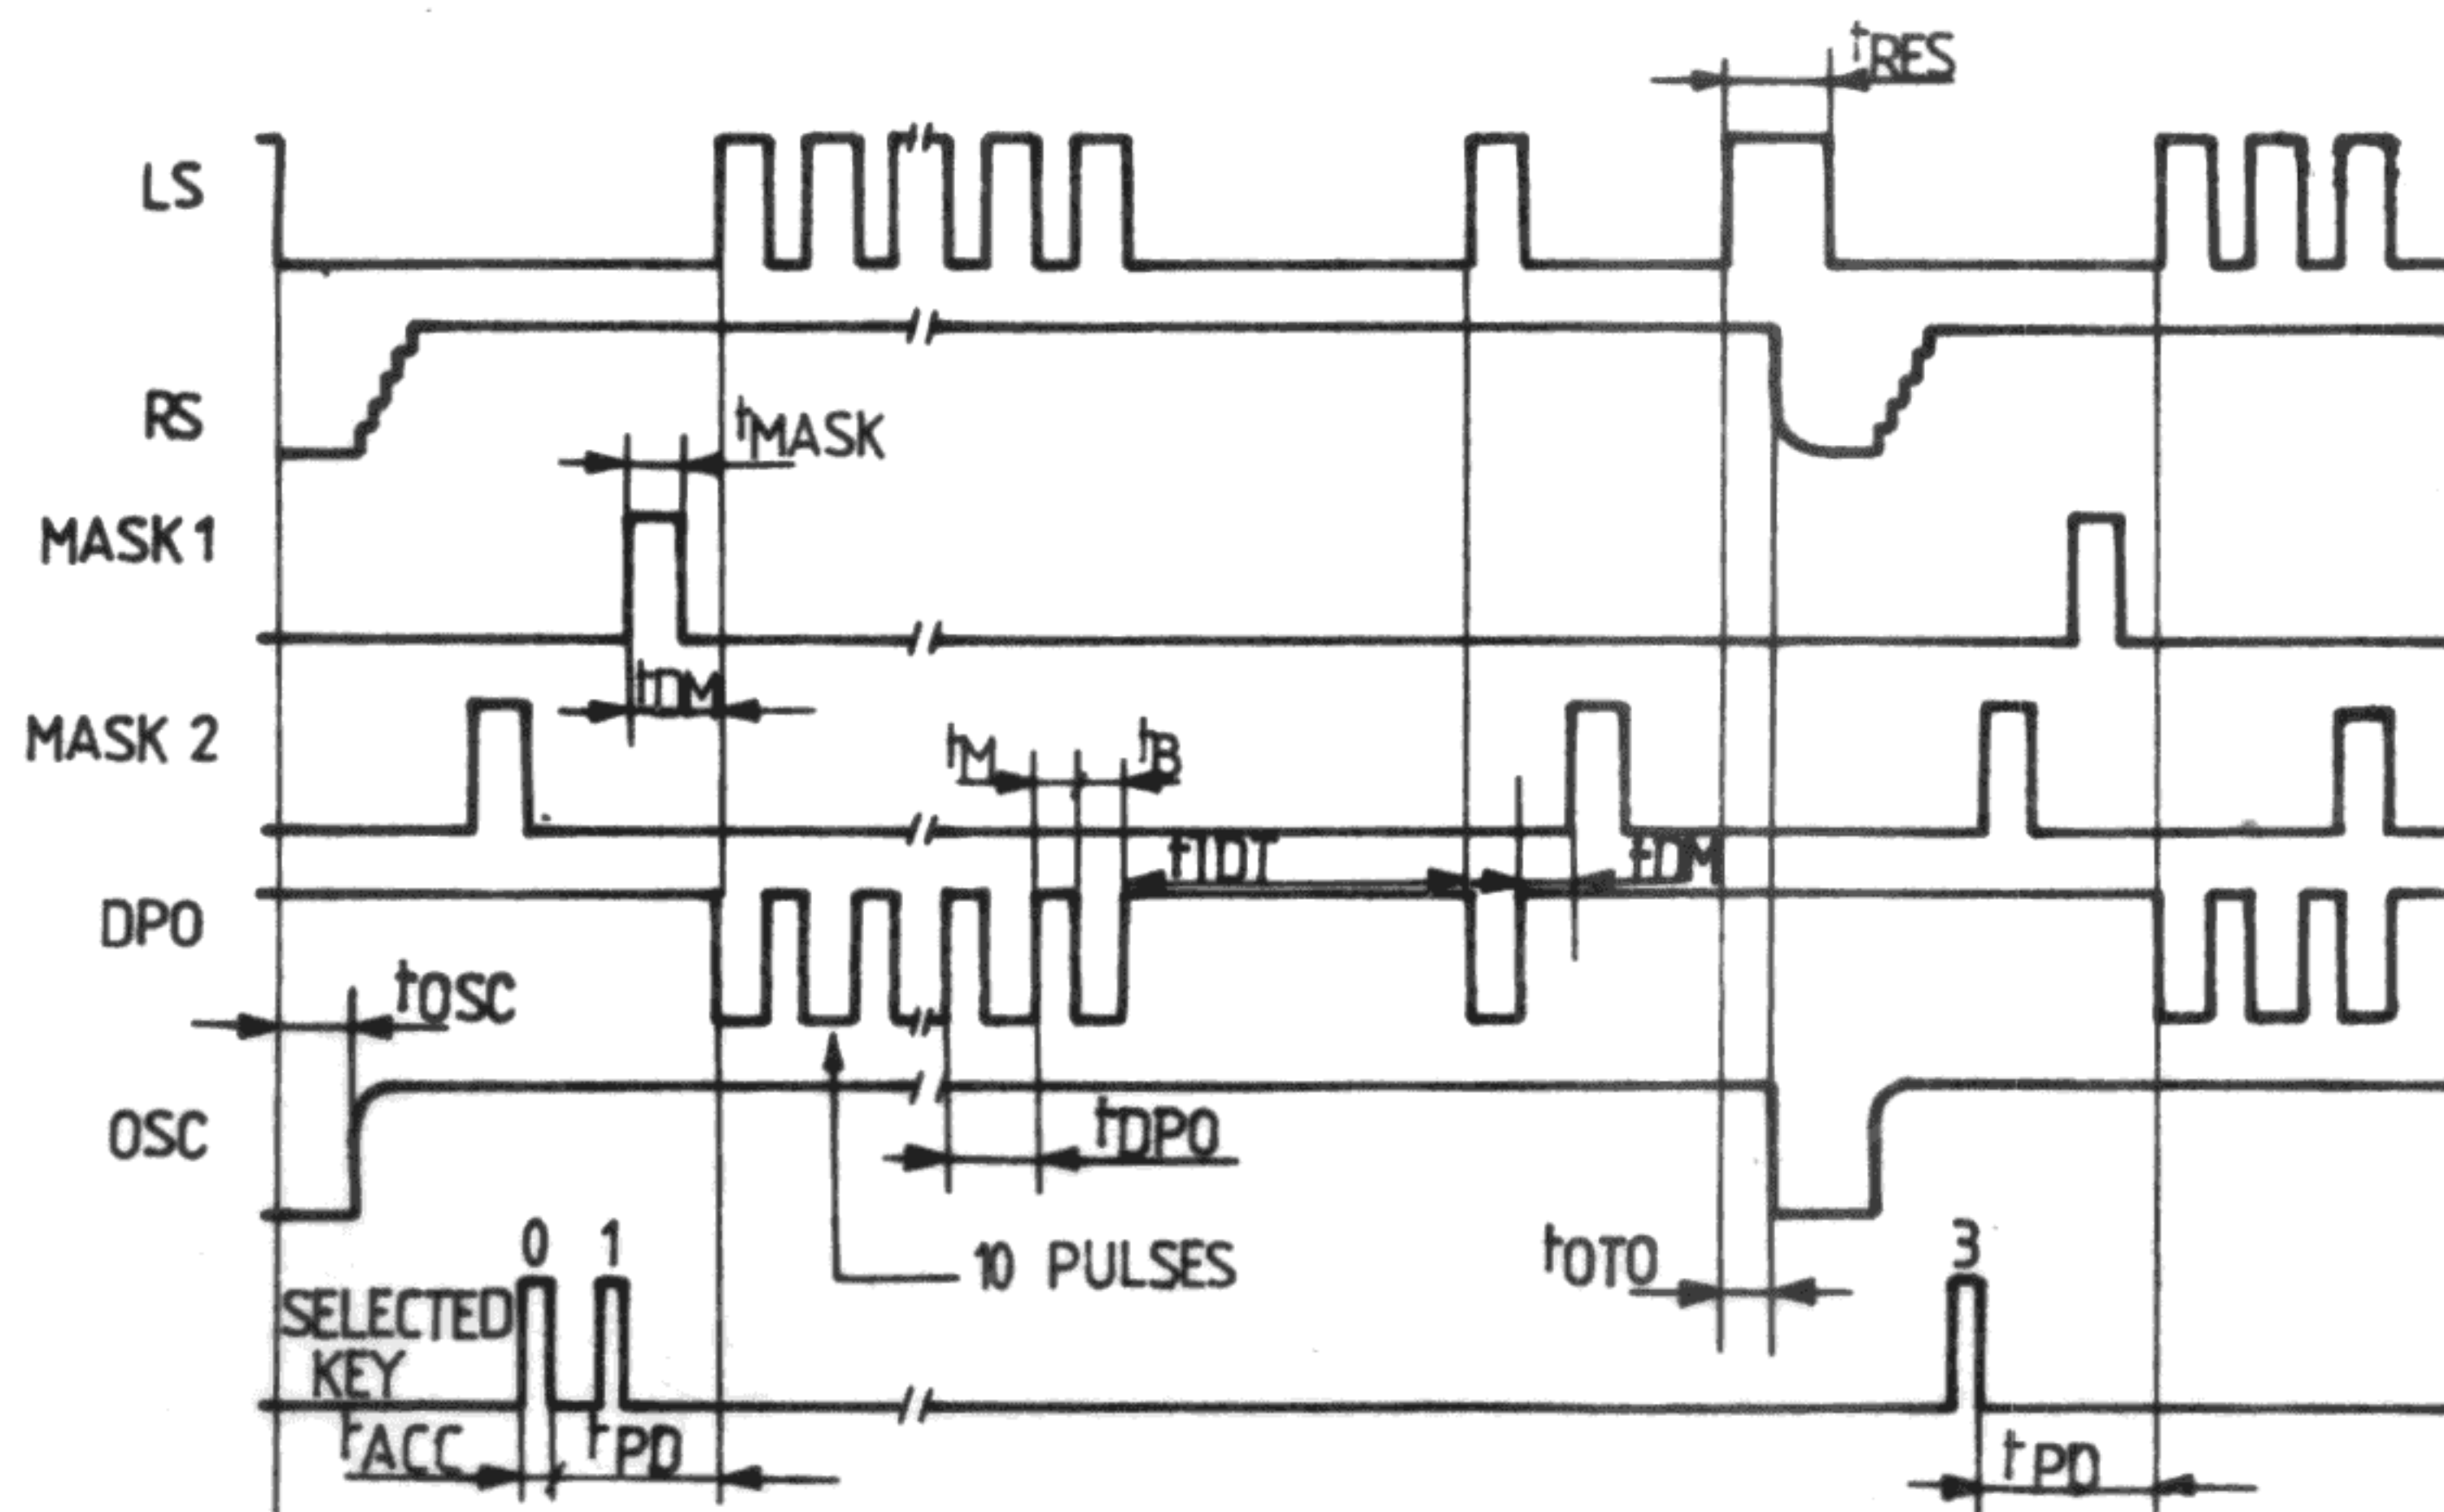 tRES
LS
RS
tMASK
MASK 1
tDM
MASK 2
tM tB
tIDT tDM
DPO
tOSC
OSC
tDPO
0 1
10 PULSES
tOTO
3
SELECTED
KEY
tACC tPD
tPD